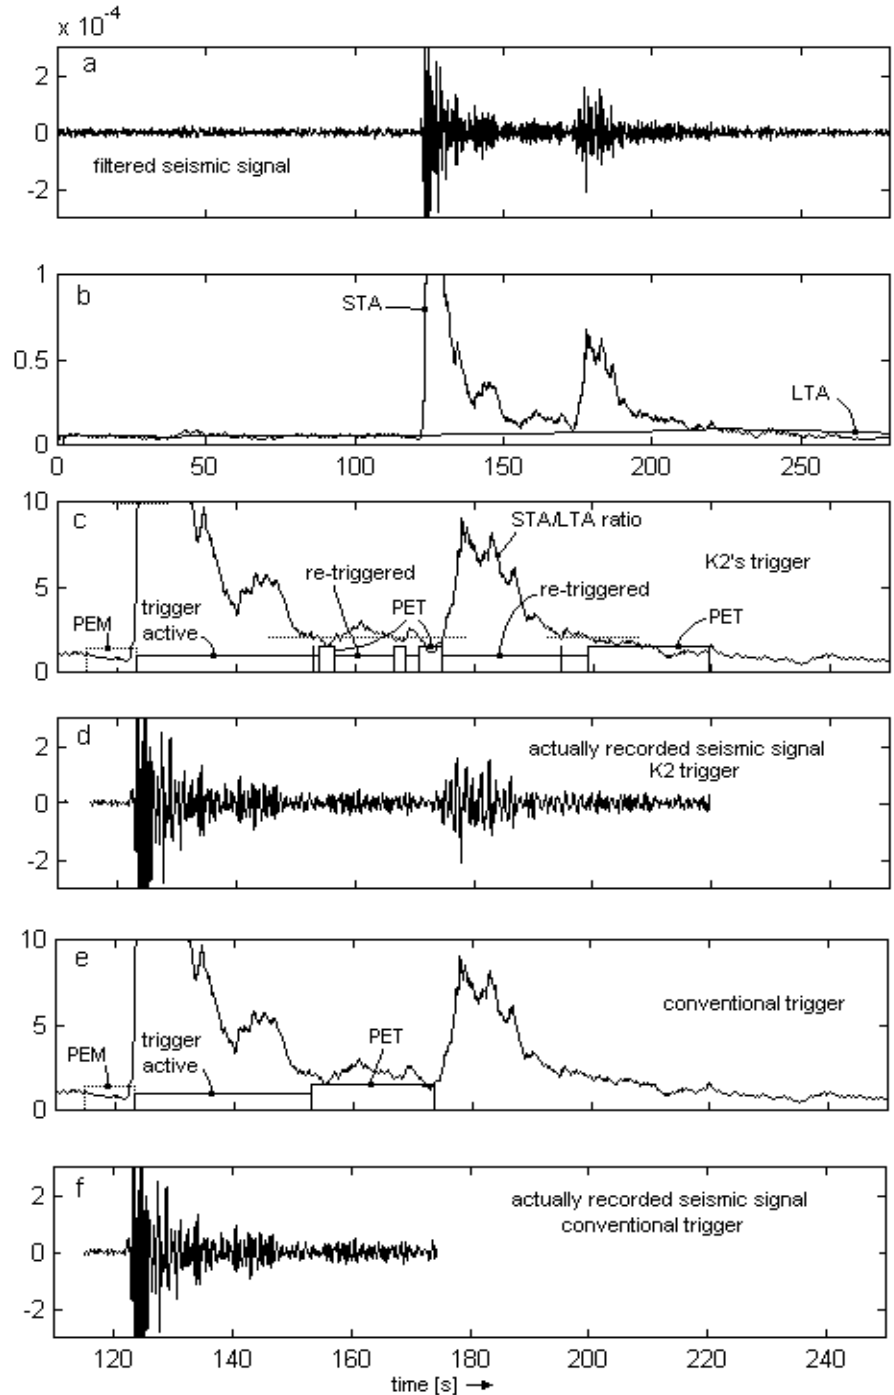 x 10-4
a
2
0
-2
filtered seismic signal
b
1
0.5
0
STA
LTA
0 50 100 150 200 250
c
10
5
2
0
STA/LTA ratio
K2's trigger
re-triggered
re-triggered
PEM
trigger
active
PET
PET
d
2
0
-2
actually recorded seismic signal
K2 trigger
e
10
5
0
conventional trigger
PEM
trigger
active
PET
f
2
0
-2
actually recorded seismic signal
conventional trigger
120 140 160 180 200 220 240
time [s]